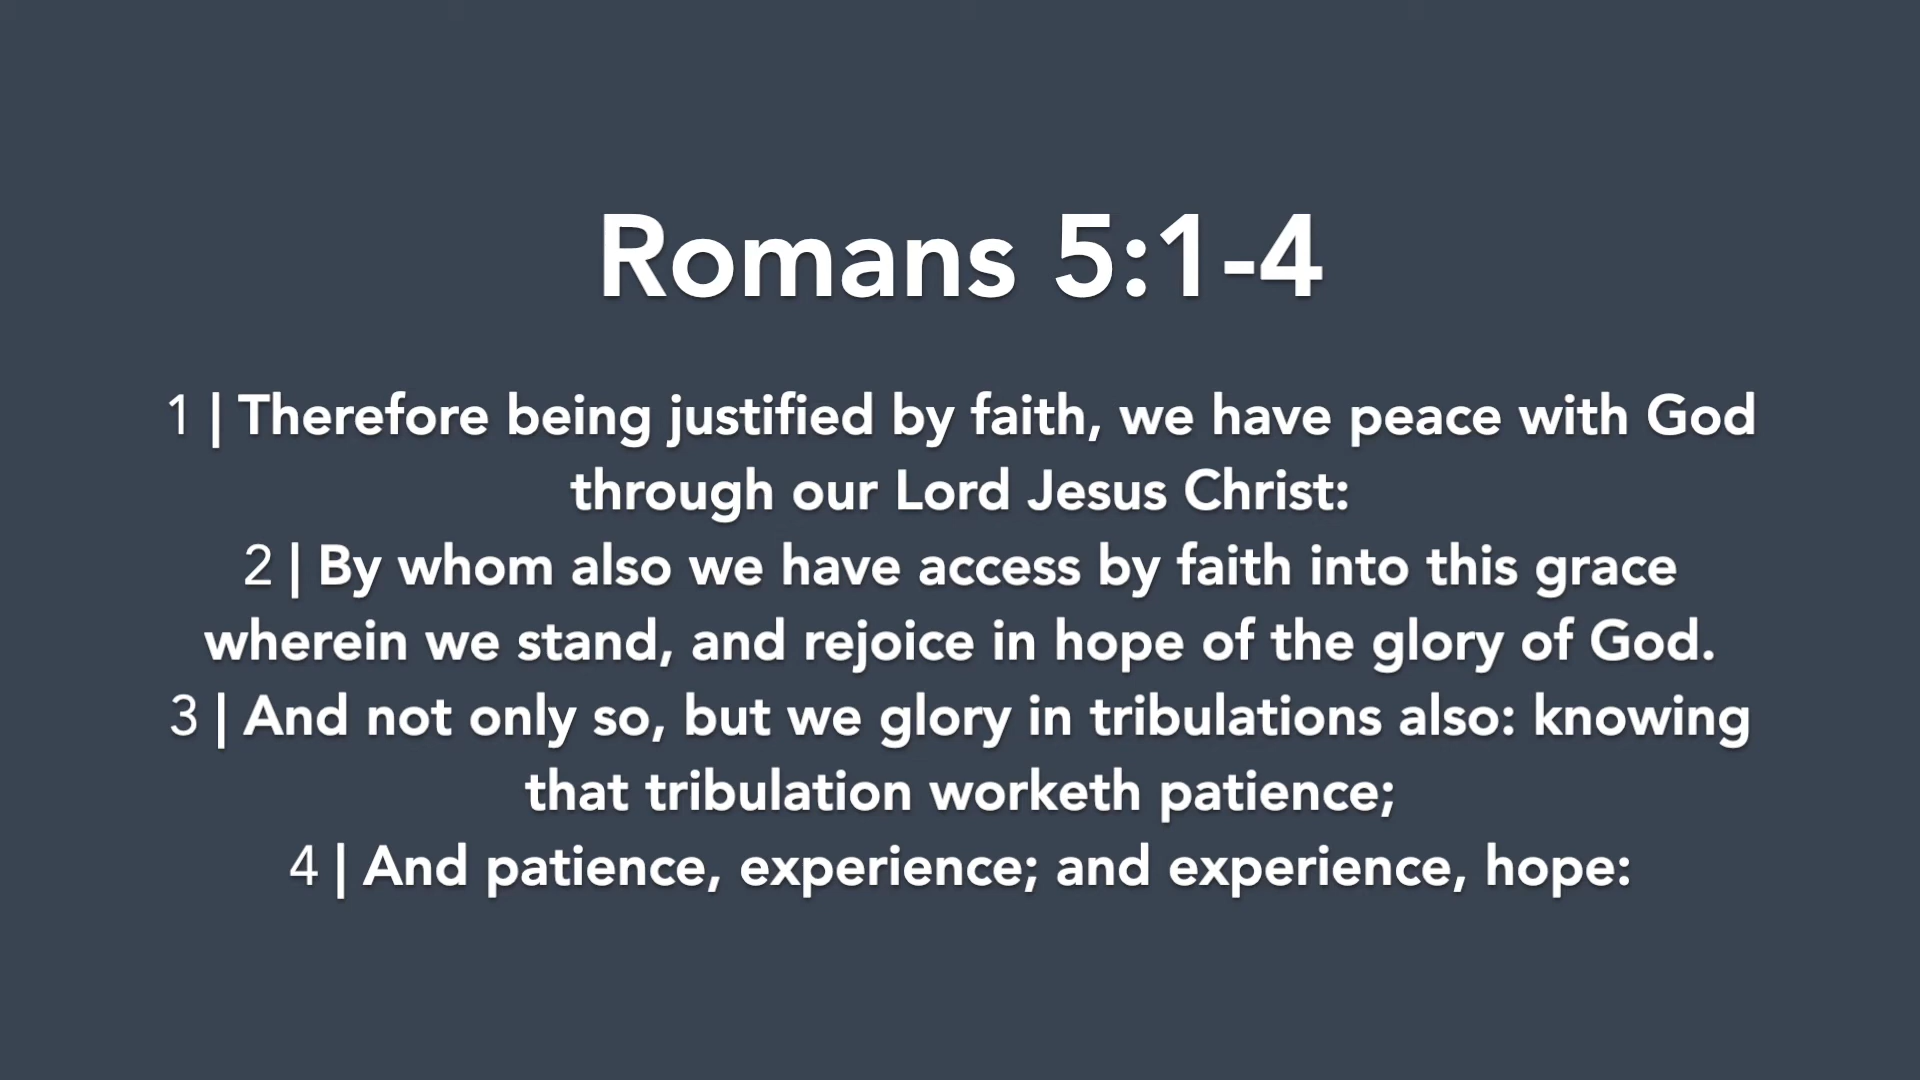 Romans 5:1-4
1 | Therefore being justified by faith, we have peace with God
through our Lord Jesus Christ:
2 | By whom also we have access by faith into this grace
wherein we stand, and rejoice in hope of the glory of God.
3 | And not only so, but we glory in tribulations also: knowing
that tribulation worketh patience;
4 | And patience, experience; and experience, hope: